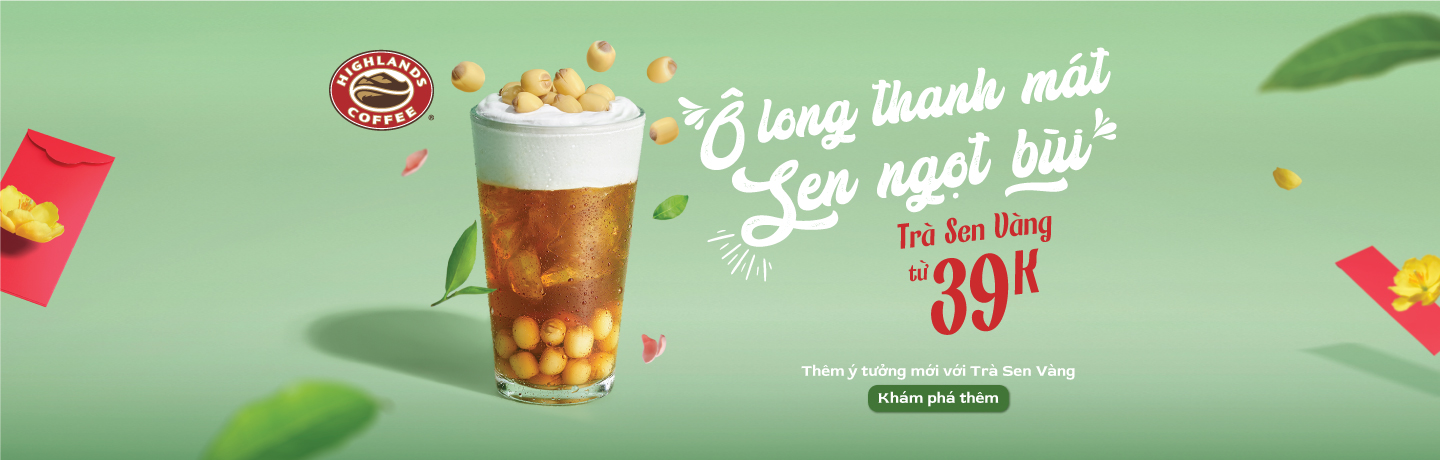 HIGHLANDS
COFFEE
®
Ô long thanh mát
Sen ngọt bùi
Trà Sen Vàng
từ 39K
Thêm ý tưởng mới với Trà Sen Vàng
Khám phá thêm